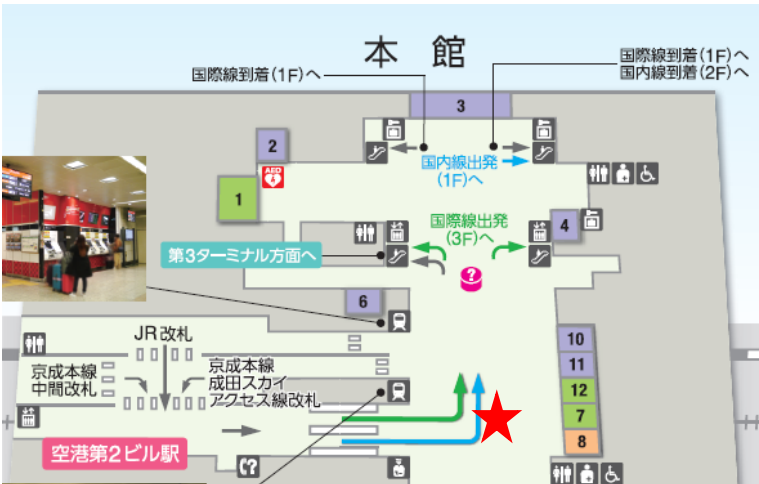 本 館
国際線到着(1F)へ
国際線到着(1F)へ
国内線到着(2F)へ
3
2
AED
国内線出発
(1F)へ
1
国際線出発
(3F)へ
4
第3ターミナル方面へ
?
6
JR改札
京成本線
中間改札
京成本線
成田スカイ
アクセス線改札
10
11
12
7
8
空港第2ビル駅
?